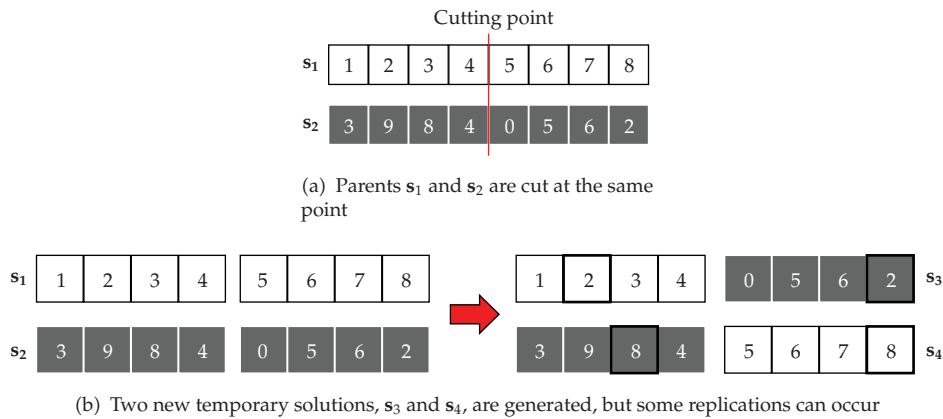 Cutting point
s1 1 2 3 4 5 6 7 8
s2 3 9 8 4 0 5 6 2
(a) Parents s1 and s2 are cut at the same
point
s1 1 2 3 4 5 6 7 8 1 2 3 4 0 5 6 2 s3
s2 3 9 8 4 0 5 6 2 3 9 8 4 5 6 7 8 s4
(b) Two new temporary solutions, s3 and s4, are generated, but some replications can occur